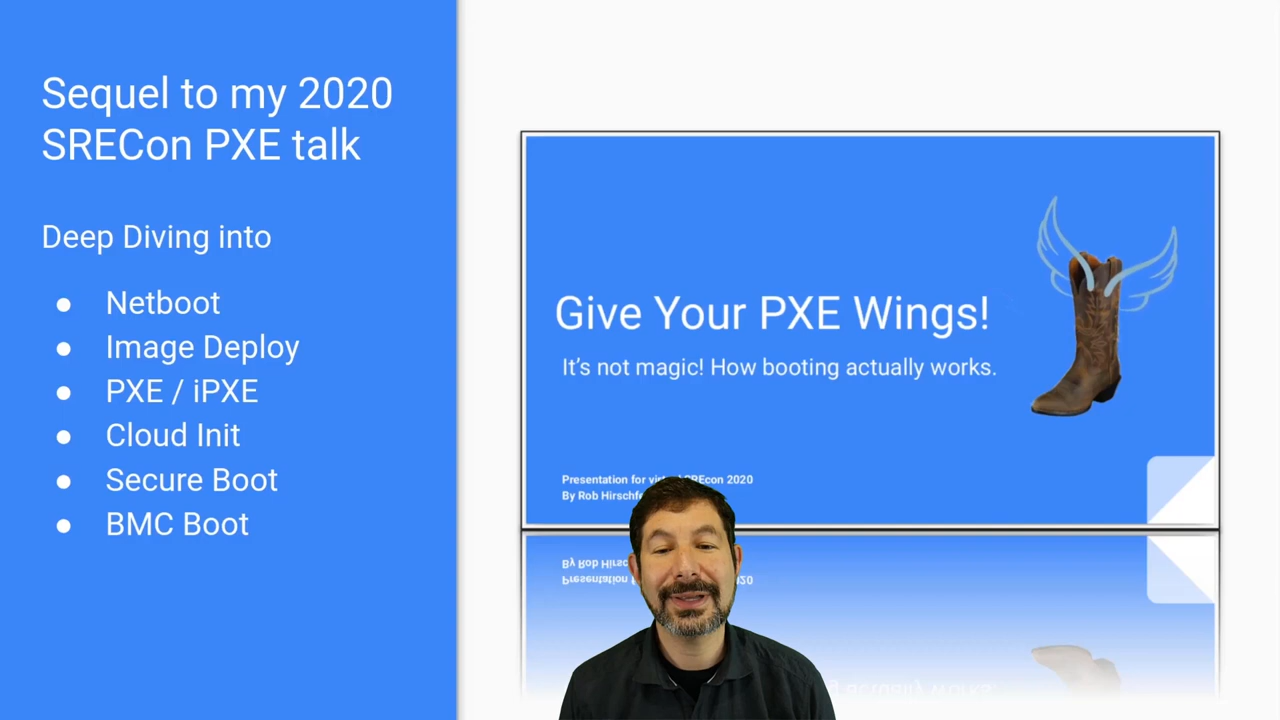 Sequel to my 2020
SRECon PXE talk
Deep Diving into
● Netboot
● Image Deploy
● PXE / iPXE
● Cloud Init
● Secure Boot
● BMC Boot
Give Your PXE Wings!
It's not magic! How booting actually works.
Presentation for SREcon 2020
By Rob